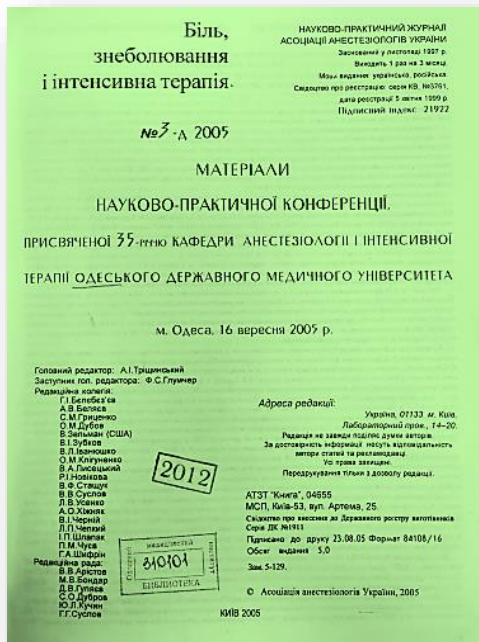 Біль,
знеболювання
і інтенсивна терапія.
НАУКОВО-ПРАКТИЧНИЙ ЖУРНАЛ
АСОЦІАЦІЇ АНЕСТЕЗІОЛОГІВ УКРАЇНИ
Заснований у листопаді 1997 р.
Виходить 1 раз на 3 місяці
Мови видання: українська, російська.
Свідоцтво про реєстрацію: серія КВ, №3761,
дата реєстрації 5 квітня 1999 р.
Підписний індекс: 21922
№3-д 2005
МАТЕРІАЛИ
НАУКОВО-ПРАКТИЧНОЇ КОНФЕРЕНЦІЇ,
ПРИСВЯЧЕНОЇ 35-РІЧЧЮ КАФЕДРИ АНЕСТЕЗІОЛОГІЇ І ІНТЕНСИВНОЇ
ТЕРАПІЇ ОДЕСЬКОГО ДЕРЖАВНОГО МЕДИЧНОГО УНІВЕРСИТЕТА
м. Одеса, 16 вересня 2005 р.
Головний редактор: А.І.Тріщинський
Заступник гол. редактора: Ф.С.Глумчер
Редакційна колегія:
Г.І.Бєлєбєз'єв
А.В.Беляєв
С.М.Гриценко
О.М.Дубов
В.Зельман (США)
В.І.Зубков
В.Л.Іванюшко
О.М.Клігуненко
В.А.Лисецький
Р.І.Новікова
В.Ф.Стащук
В.В.Суслов
Л.В.Усенко
А.О.Хіжняк
В.І.Черній
Л.П.Чепкий
І.П.Шлапак
П.М.Чуєв
Г.А.Шифрін
Редакційна рада:
В.В.Арістов
М.В.Бондар
Д.В.Гуляєв
С.О.Дубров
Ю.Л.Кучин
Г.Г.Суслов
2012
310101
БИБЛИОТЕКА
Адреса редакції:
Україна, 01133 м. Київ,
Лабораторний пров., 14-20.
Редакція не завжди поділяє думки авторів.
За достовірність інформації несуть відповідальність
автори статей та рекламодавці.
Усі права захищені.
Передрукування тільки з дозволу редакції.
АТЗТ "Книга", 04655
МСП, Київ-53, вул. Артема, 25.
Свідоцтво про внесення до Державного реєстру виготівників
Серія ДК №1911
Підписано до друку 23.08.05 Формат 84108/16
Обсяг видання 5,0
Зам. 5-129.
© Асоціація анестезіологів України, 2005
КИЇВ 2005